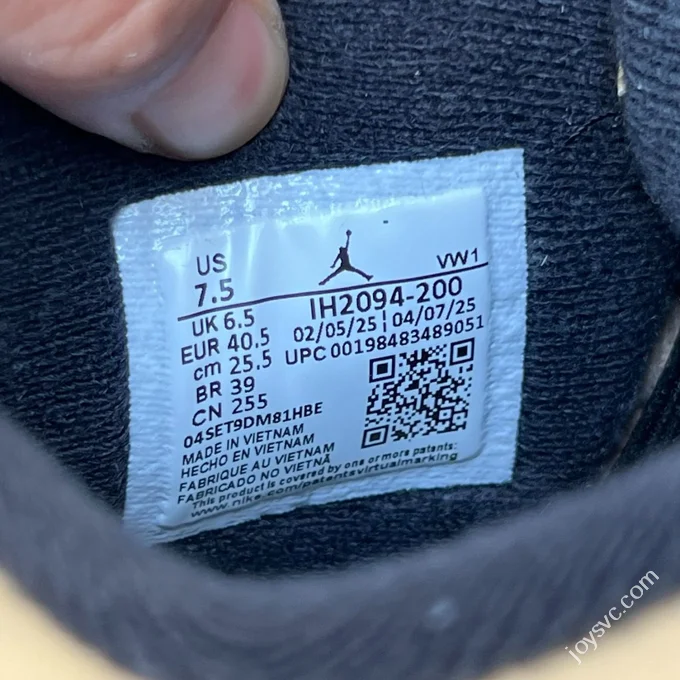 US
7.5
VW1
UK 6.5
EUR 40.5
cm 25.5
BR 39
CN 255
IH2094-200
02/05/25 | 04/07/25
UPC 00198483489051
04SET9DM81HBE
MADE IN VIETNAM
HECHO EN VIETNAM
FABRIQUE AU VIETNAM
FABRICADO NO VIETNÃ
This product is covered by one or more patents
www.nike.com/patentsvirtualmarking
joysvc.com